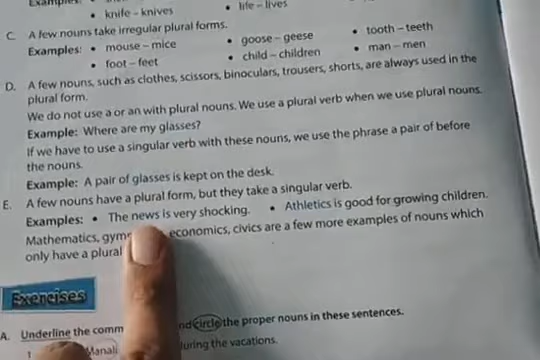 Examples:
• knife – knives • life – lives
C. A few nouns take irregular plural forms.
Examples: • mouse – mice • goose – geese • tooth – teeth
• foot – feet • child – children • man – men
D. A few nouns, such as clothes, scissors, binoculars, trousers, shorts, are always used in the
plural form.
We do not use a or an with plural nouns. We use a plural verb when we use plural nouns.
Example: Where are my glasses?
If we have to use a singular verb with these nouns, we use the phrase a pair of before
the nouns.
Example: A pair of glasses is kept on the desk.
E. A few nouns have a plural form, but they take a singular verb.
Examples: • The news is very shocking. • Athletics is good for growing children.
Mathematics, economics, civics are a few more examples of nouns which
only have a plural
Exercises
A. Underline the circle the proper nouns in these sentences.
1. Manali during the vacations.